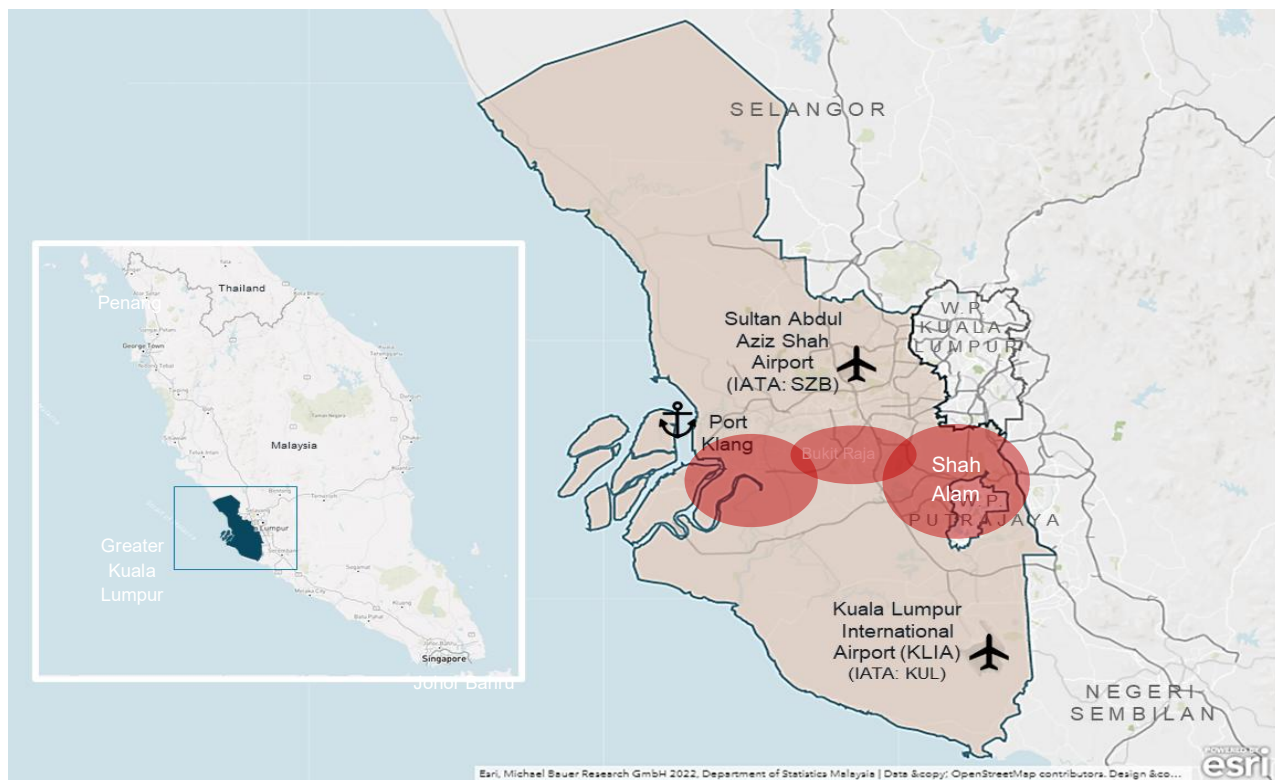 SELANGOR
W.P.
KUALA
LUMPUR
Sultan Abdul
Aziz Shah
Airport
(IATA: SZB)
Port
Klang
Bukit Raja
Shah
Alam
PUTRAJAYA
Kuala Lumpur
International
Airport (KLIA)
(IATA: KUL)
NEGERI
SEMBILAN
Thailand
Penang
George Town
Malaysia
Greater
Kuala
Lumpur
Singapore
Johor Bahru
Esri, Michael Bauer Research GmbH 2022, Department of Statistics Malaysia | Data &copy; OpenStreetMap contributors. Design &co...
POWERED BY
esri